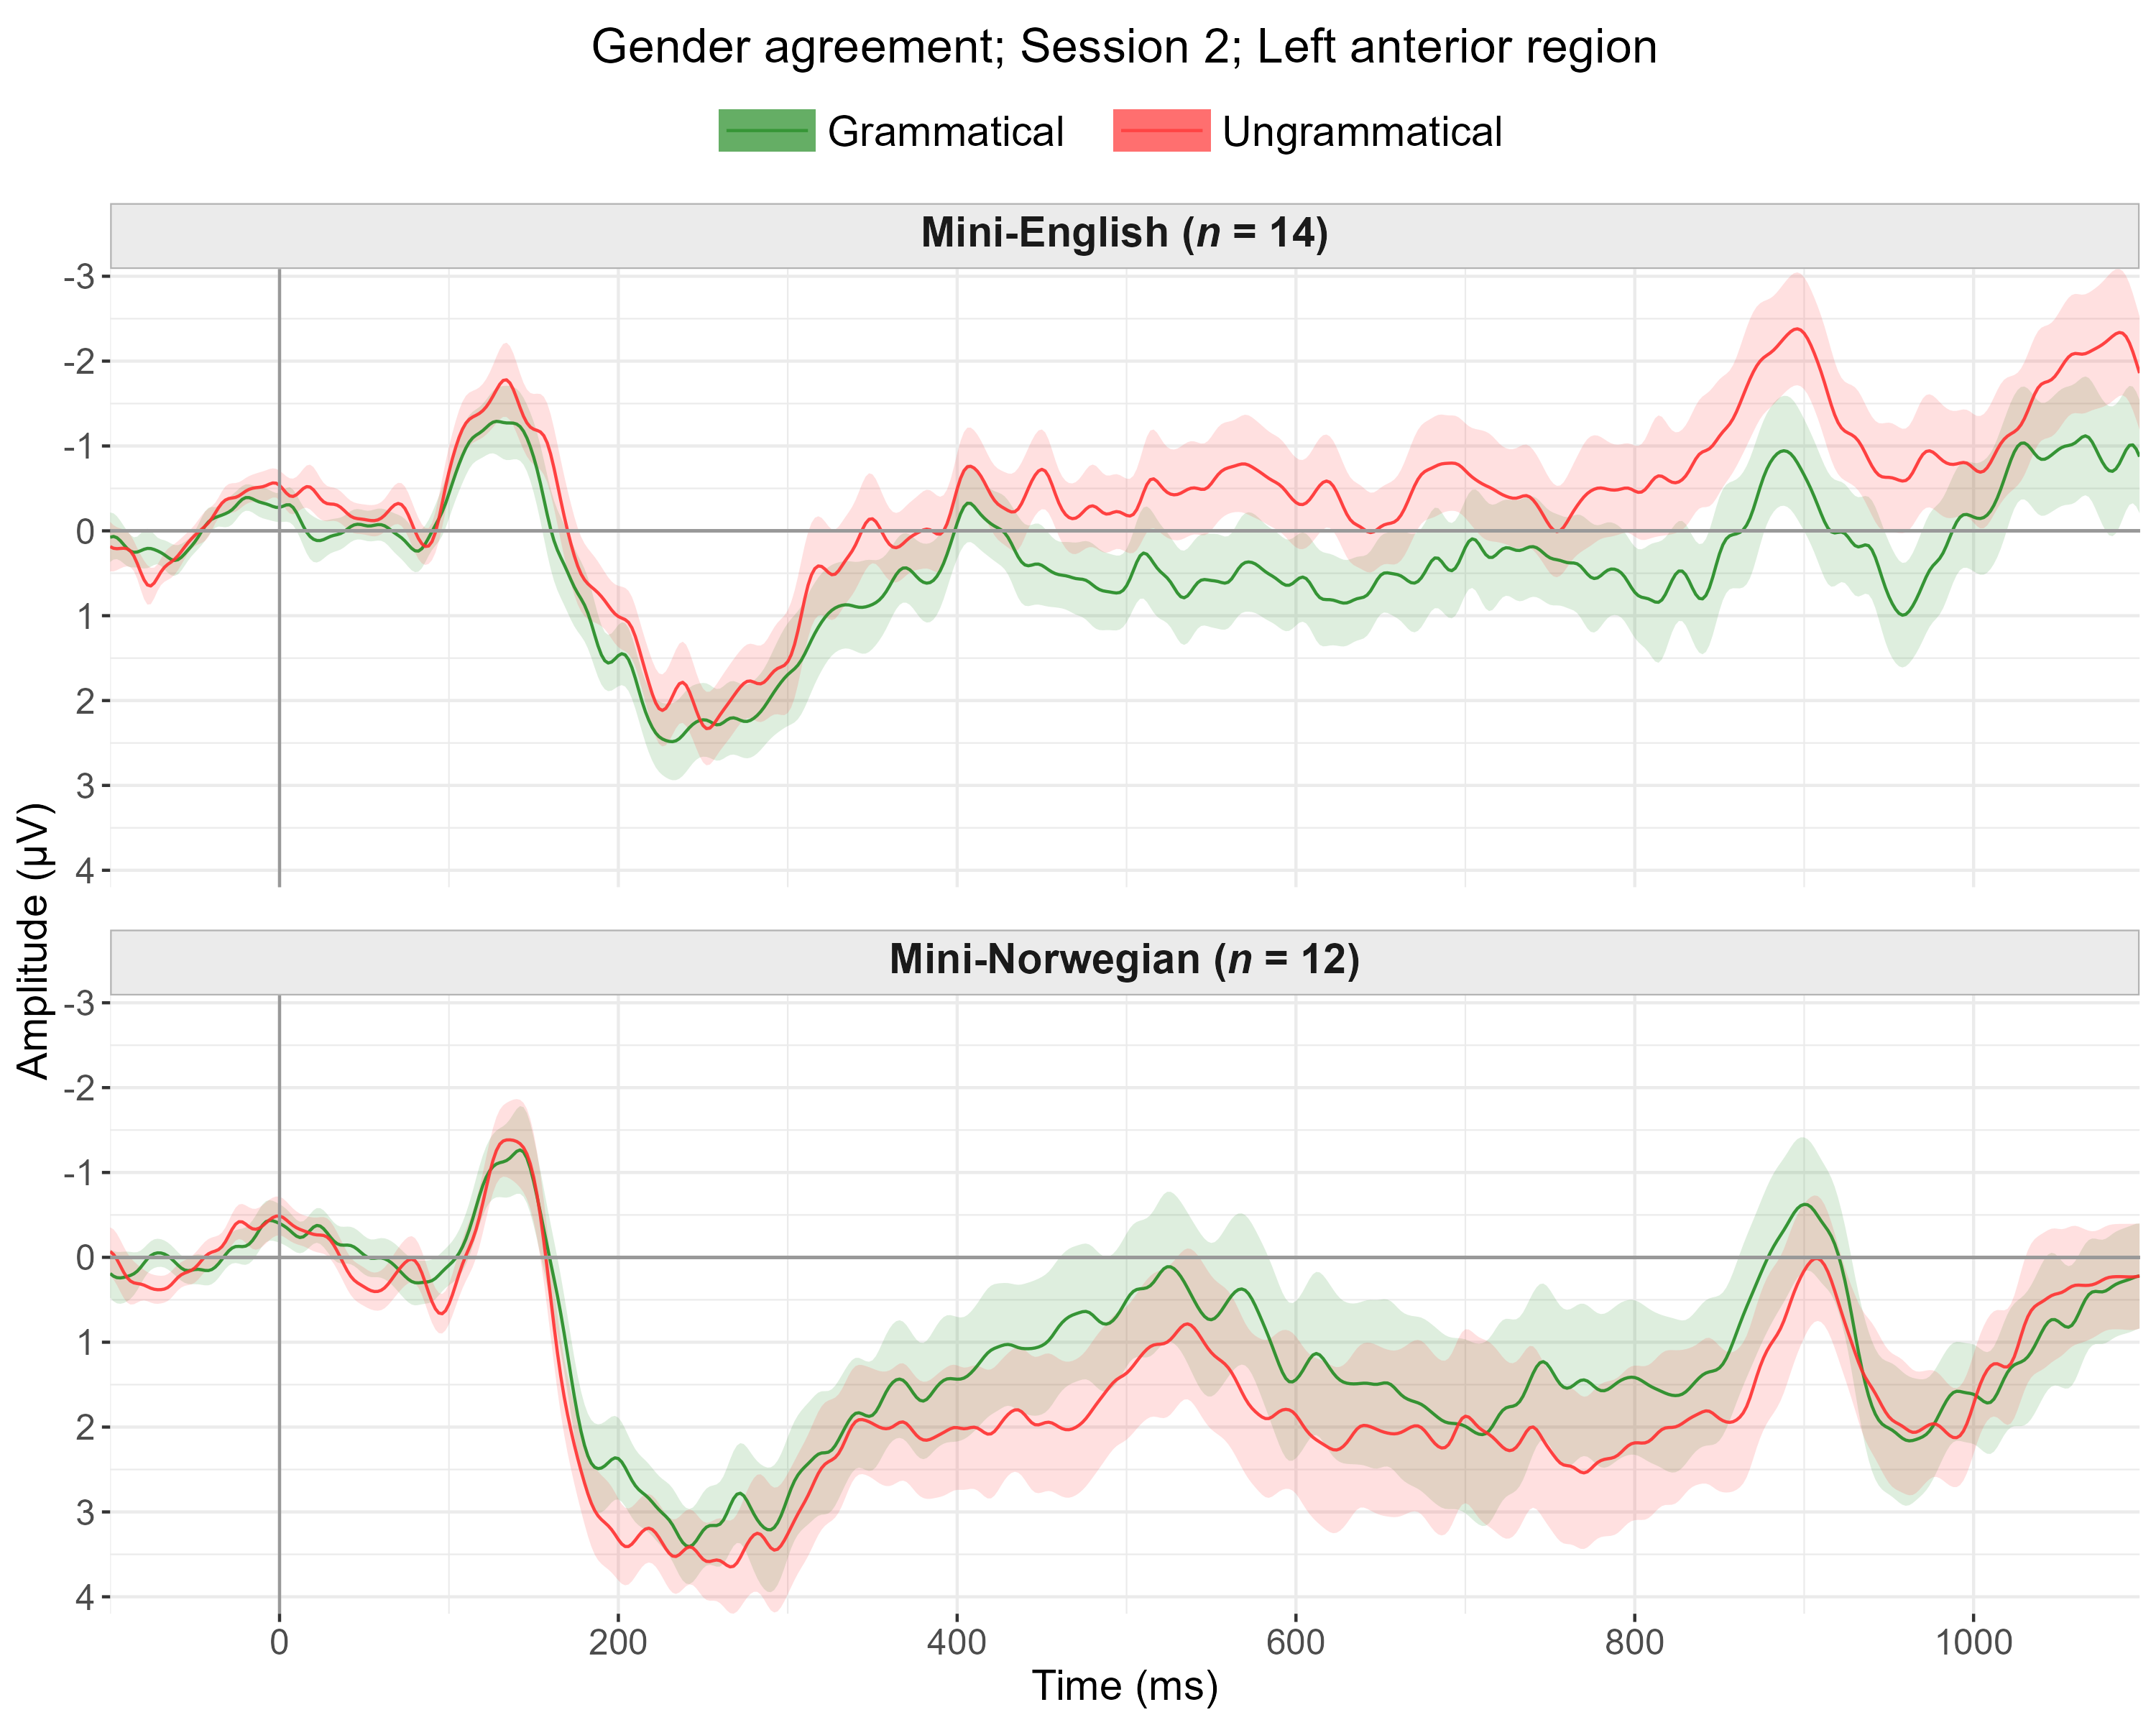 Gender agreement; Session 2; Left anterior region
Grammatical Ungrammatical
Mini-English (n = 14)
-3
-2
-1
0
1
2
3
4
Amplitude (µV)
Mini-Norwegian (n = 12)
-3
-2
-1
0
1
2
3
4
0 200 400 600 800 1000
Time (ms)